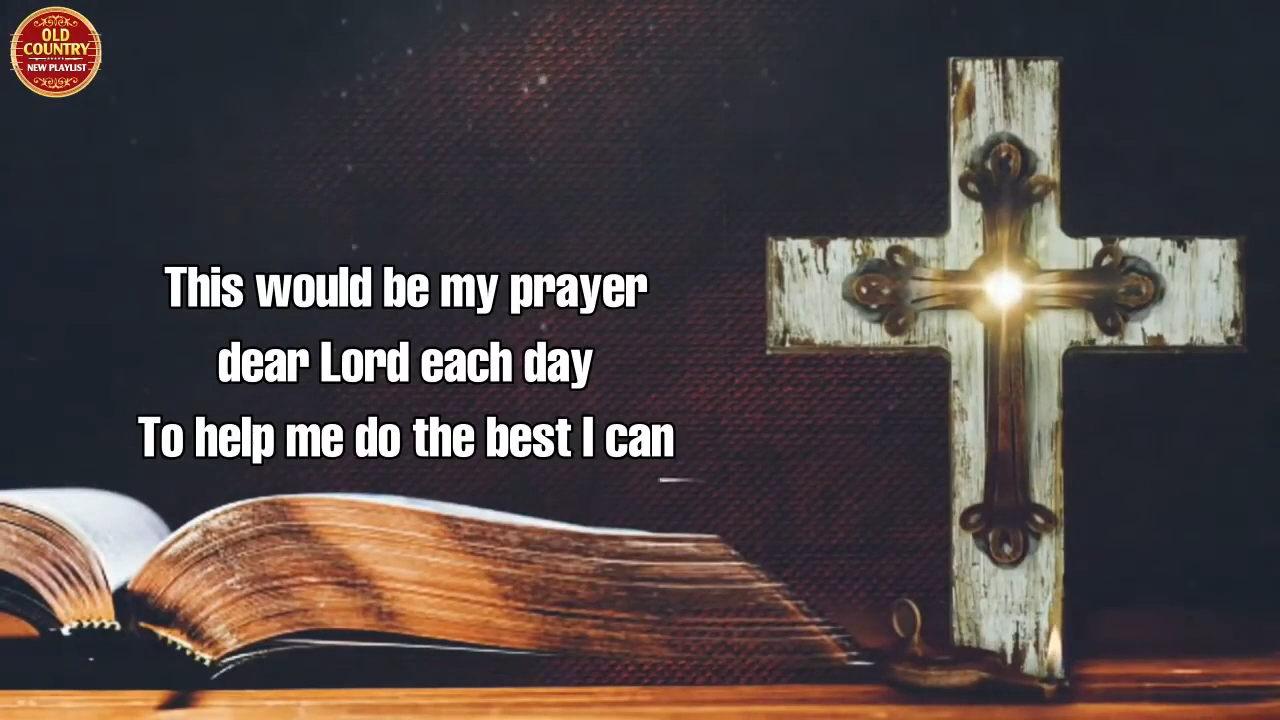 OLD
COUNTRY
NEW PLAYLIST
This would be my prayer
dear Lord each day
To help me do the best I can